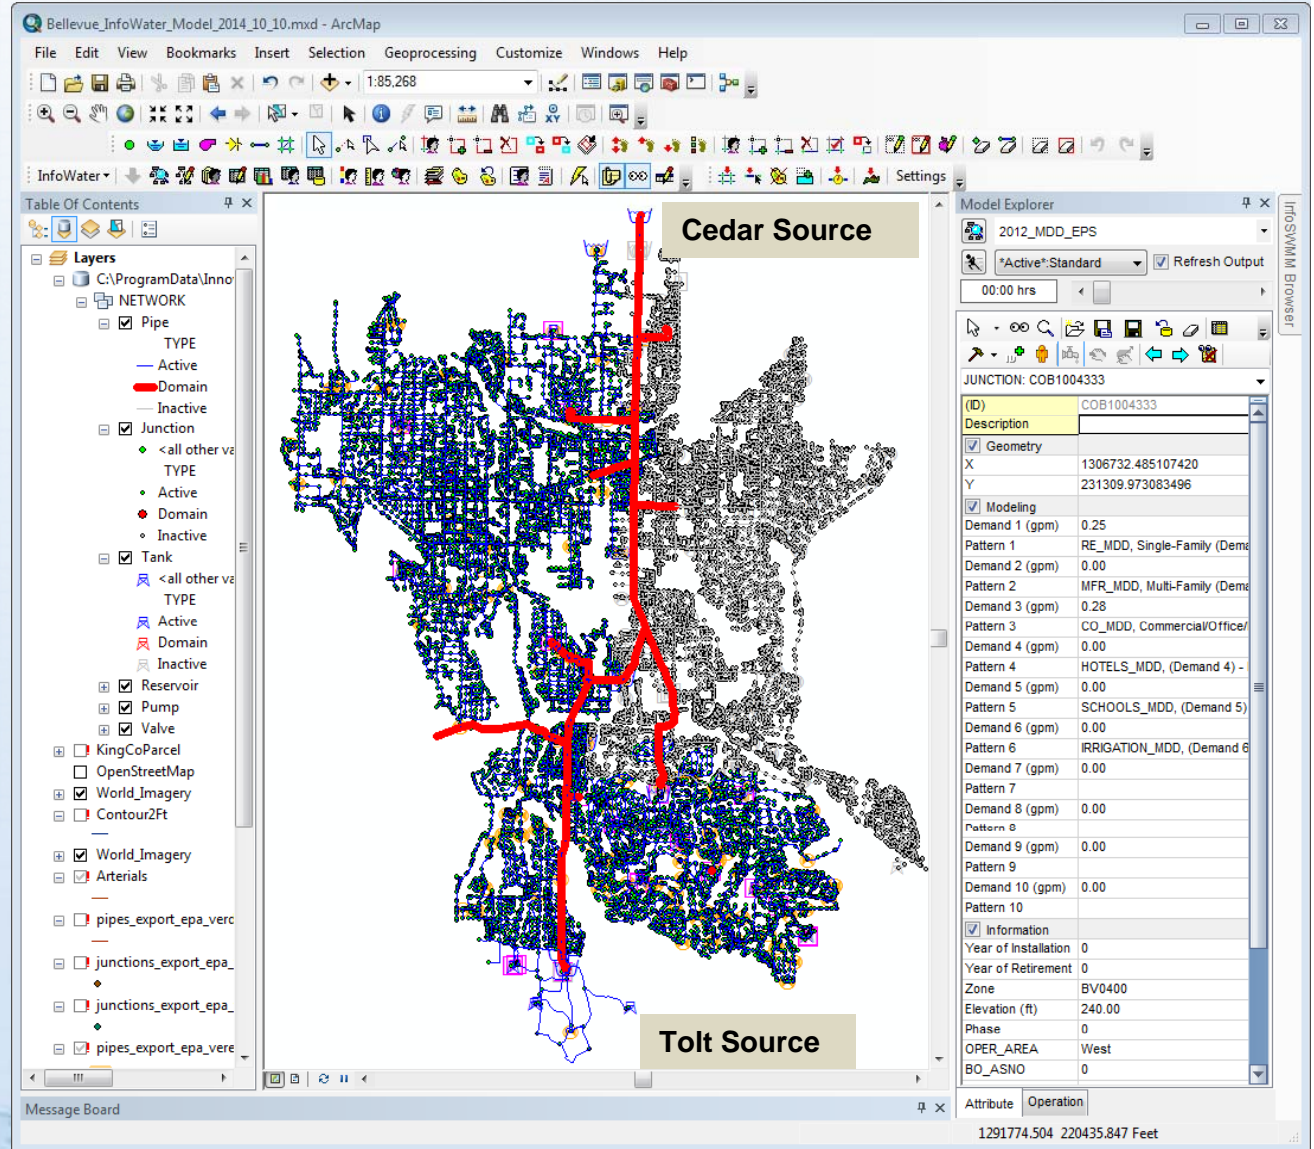 Bellevue_InfoWater_Model_2014_10_10.mxd - ArcMap
File Edit View Bookmarks Insert Selection Geoprocessing Customize Windows Help
1:85,268
InfoWater
Settings
Table Of Contents
Layers
C:\ProgramData\Inno
NETWORK
Pipe
TYPE
Active
Domain
Inactive
Junction
<all other va
TYPE
Active
Domain
Inactive
Tank
<all other va
TYPE
Active
Domain
Inactive
Reservoir
Pump
Valve
KingCoParcel
OpenStreetMap
World_Imagery
Contour2Ft
World_Imagery
Arterials
pipes_export_epa_verc
junctions_export_epa_
junctions_export_epa_
pipes_export_epa_vere
Cedar Source
Tolt Source
Model Explorer
2012_MDD_EPS
*Active*:Standard Refresh Output
00:00 hrs
JUNCTION: COB1004333
(ID) COB1004333
Description
Geometry
X 1306732.485107420
Y 231309.973083496
Modeling
Demand 1 (gpm) 0.25
Pattern 1 RE_MDD, Single-Family (Dema
Demand 2 (gpm) 0.00
Pattern 2 MFR_MDD, Multi-Family (Dema
Demand 3 (gpm) 0.28
Pattern 3 CO_MDD, Commercial/Office/
Demand 4 (gpm) 0.00
Pattern 4 HOTELS_MDD, (Demand 4) -
Demand 5 (gpm) 0.00
Pattern 5 SCHOOLS_MDD, (Demand 5)
Demand 6 (gpm) 0.00
Pattern 6 IRRIGATION_MDD, (Demand 6
Demand 7 (gpm) 0.00
Pattern 7
Demand 8 (gpm) 0.00
Pattern 8
Demand 9 (gpm) 0.00
Pattern 9
Demand 10 (gpm) 0.00
Pattern 10
Information
Year of Installation 0
Year of Retirement 0
Zone BV0400
Elevation (ft) 240.00
Phase 0
OPER_AREA West
BO_ASNO 0
Attribute Operation
InfoSWMM Browser
Message Board
1291774.504 220435.847 Feet